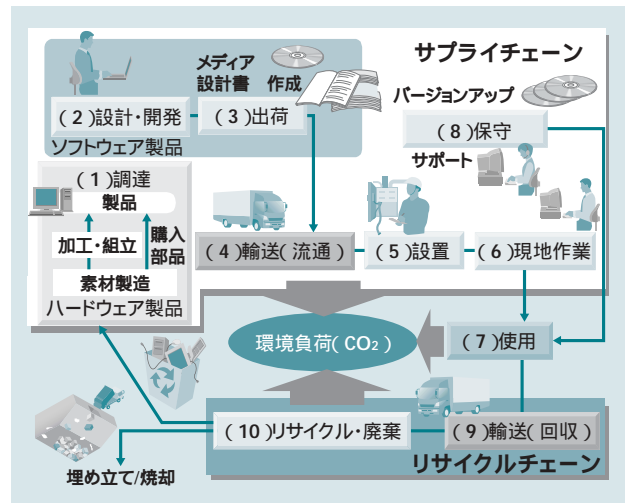 サプライチェーン
メディア
設計書 作成
(2)設計・開発
(3)出荷
ソフトウェア製品
バージョンアップ
(8)保守
サポート
(1)調達
製品
加工・組立
購入
部品
素材製造
ハードウェア製品
(4)輸送(流通)
(5)設置
(6)現地作業
環境負荷(CO₂)
(7)使用
(10)リサイクル・廃棄
(9)輸送(回収)
リサイクルチェーン
埋め立て/焼却